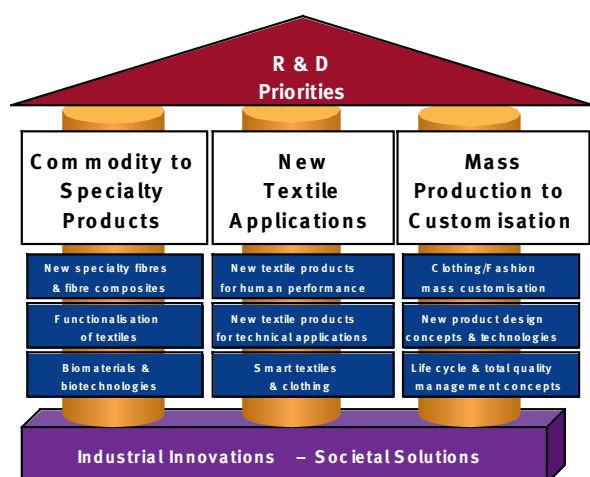 R & D
Priorities
Commodity to
Specialty
Products
New
Textile
Applications
Mass
Production to
Customisation
New specialty fibres
& fibre composites
Functionalisation
of textiles
Biomaterials &
biotechnologies
New textile products
for human performance
New textile products
for technical applications
Smart textiles
& clothing
Clothing/Fashion
mass customisation
New product design
concepts & technologies
Life cycle & total quality
management concepts
Industrial Innovations – Societal Solutions